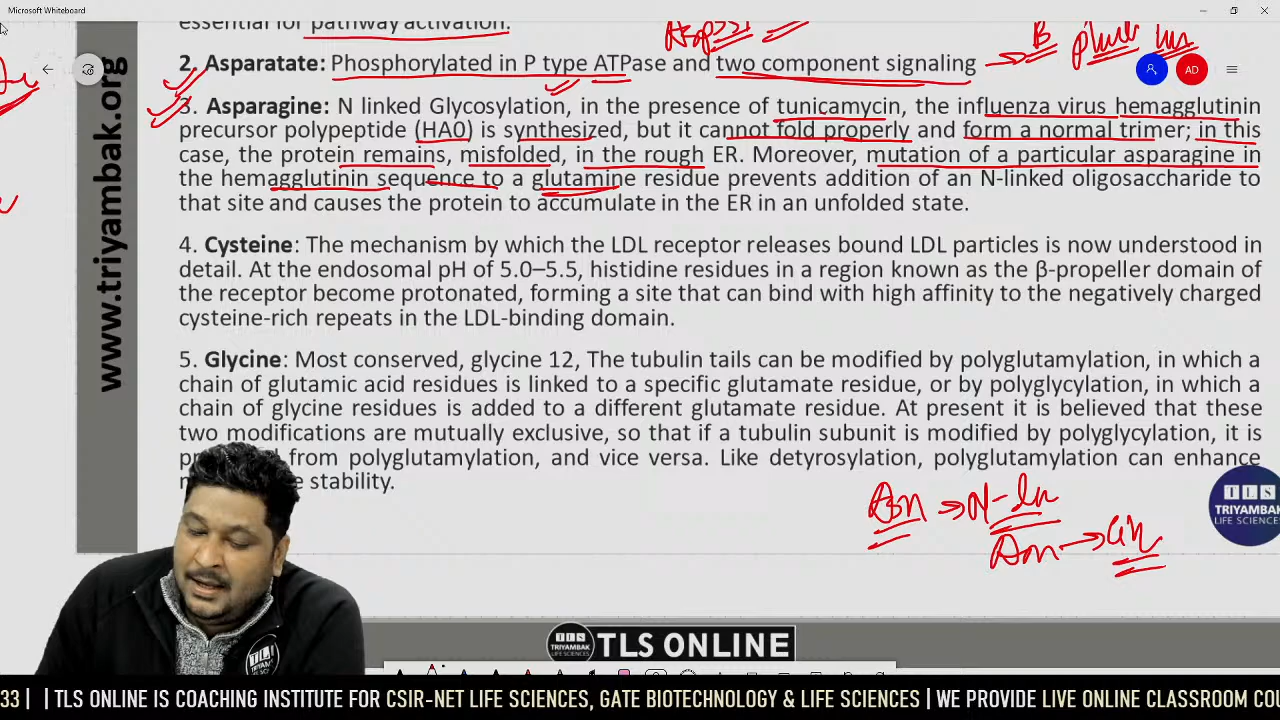 Microsoft Whiteboard
essential for pathway activation.
2. Asparatate: Phosphorylated in P type ATPase and two component signaling
AD
3. Asparagine: N linked Glycosylation, in the presence of tunicamycin, the influenza virus hemagglutinin
precursor polypeptide (HA0) is synthesized, but it cannot fold properly and form a normal trimer; in this
case, the protein remains, misfolded, in the rough ER. Moreover, mutation of a particular asparagine in
the hemagglutinin sequence to a glutamine residue prevents addition of an N-linked oligosaccharide to
that site and causes the protein to accumulate in the ER in an unfolded state.
4. Cysteine: The mechanism by which the LDL receptor releases bound LDL particles is now understood in
detail. At the endosomal pH of 5.0–5.5, histidine residues in a region known as the β-propeller domain of
the receptor become protonated, forming a site that can bind with high affinity to the negatively charged
cysteine-rich repeats in the LDL-binding domain.
5. Glycine: Most conserved, glycine 12, The tubulin tails can be modified by polyglutamylation, in which a
chain of glutamic acid residues is linked to a specific glutamate residue, or by polyglycylation, in which a
chain of glycine residues is added to a different glutamate residue. At present it is believed that these
two modifications are mutually exclusive, so that if a tubulin subunit is modified by polyglycylation, it is
from polyglutamylation, and vice versa. Like detyrosylation, polyglutamylation can enhance
stability.
www.triyambak.org
Asn → N-
Asn → Gln
TLS
TRIYAMBAK
LIFE SCIENCES
TLS
TRIYAMBAK
LIFE SCIENCES
TLS ONLINE
33 | | TLS ONLINE IS COACHING INSTITUTE FOR CSIR-NET LIFE SCIENCES, GATE BIOTECHNOLOGY & LIFE SCIENCES | WE PROVIDE LIVE ONLINE CLASSROOM